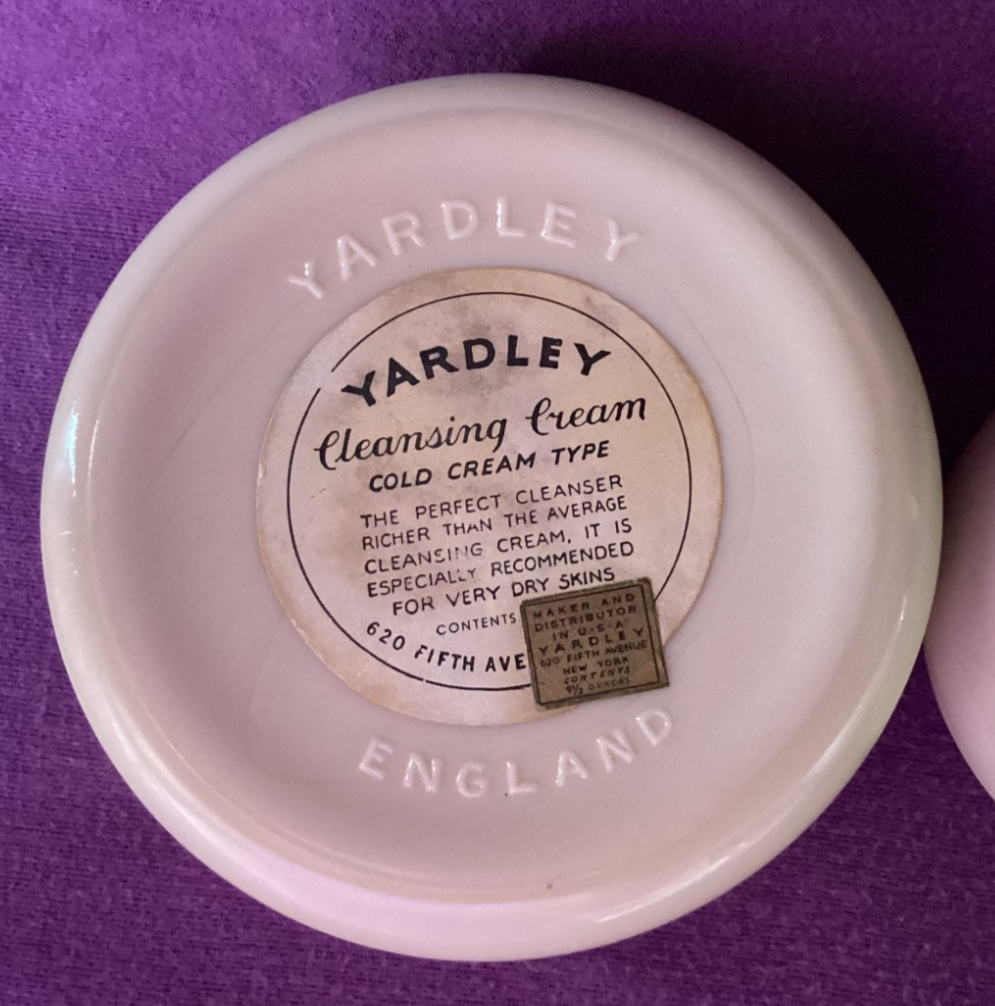 YARDLEY
YARDLEY
Cleansing Cream
COLD CREAM TYPE
THE PERFECT CLEANSER
RICHER THAN THE AVERAGE
CLEANSING CREAM, IT IS
ESPECIALLY RECOMMENDED
FOR VERY DRY SKINS
CONTENTS
620 FIFTH AVE
MAKER AND
DISTRIBUTOR
IN U·S·A·
YARDLEY
620 FIFTH AVENUE
NEW YORK
CONTENTS
OUNCES
ENGLAND